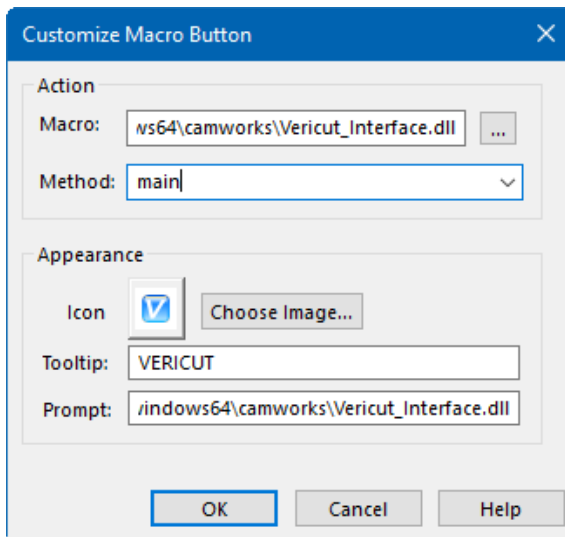 Customize Macro Button
Action
Macro: ws64\camworks\Vericut_Interface.dll ...
Method: main
Appearance
Icon V Choose Image...
Tooltip: VERICUT
Prompt: /indows64\camworks\Vericut_Interface.dll
OK Cancel Help